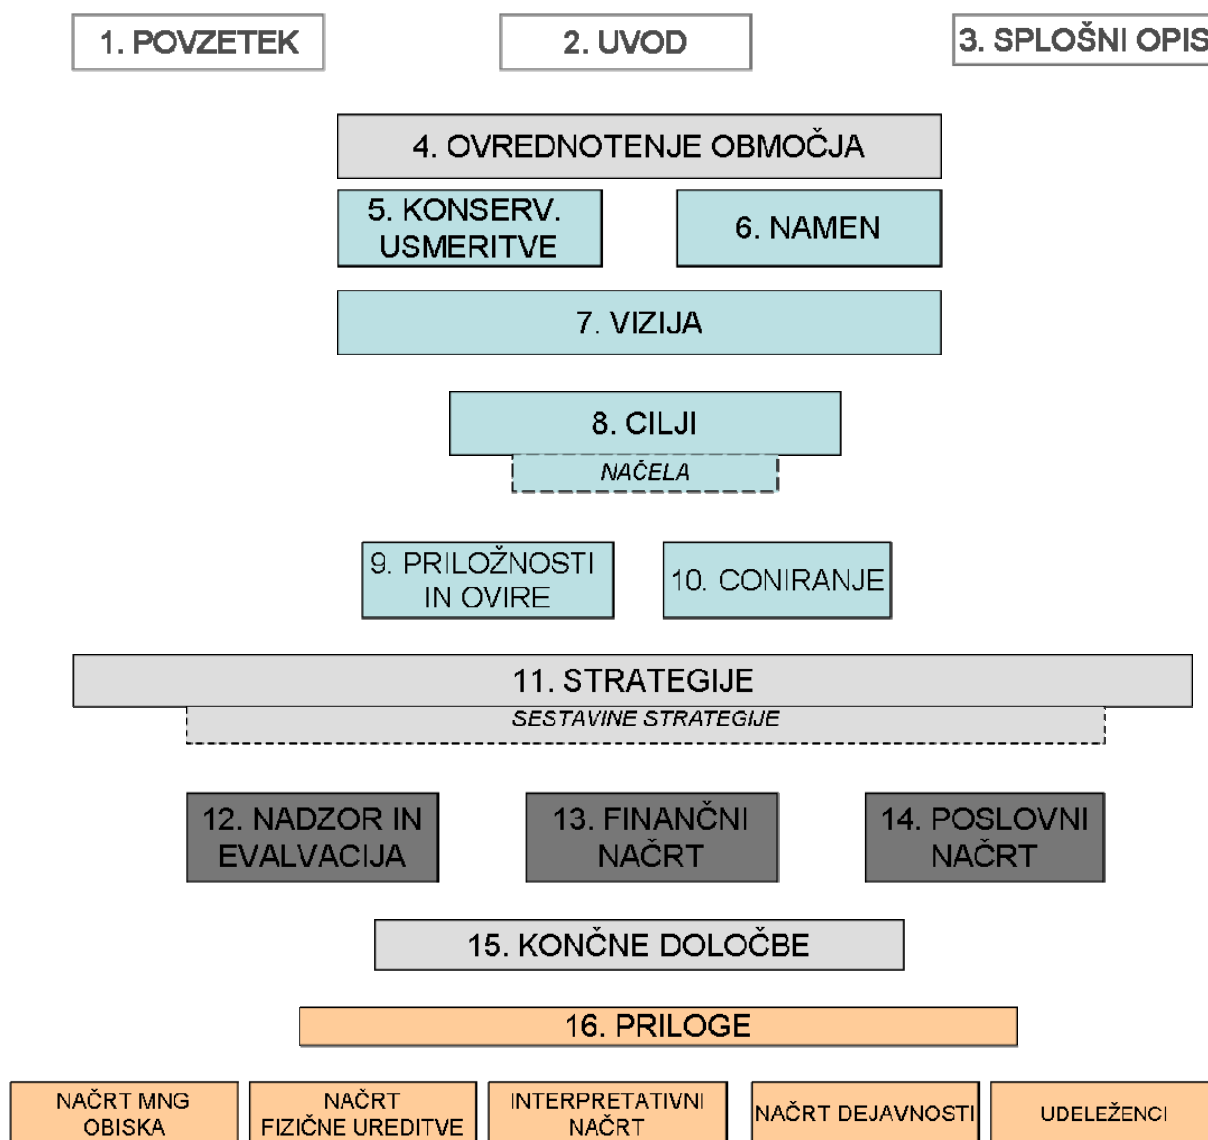 1. POVZETEK
2. UVOD
3. SPLOŠNI OPIS
4. OVREDNOTENJE OBMOČJA
5. KONSERV.
USMERITVE
6. NAMEN
7. VIZIJA
8. CILJI
NAČELA
9. PRILOŽNOSTI
IN OVIRE
10. CONIRANJE
11. STRATEGIJE
SESTAVINE STRATEGIJE
12. NADZOR IN
EVALVACIJA
13. FINANČNI
NAČRT
14. POSLOVNI
NAČRT
15. KONČNE DOLOČBE
16. PRILOGE
NAČRT MNG
OBISKA
NAČRT
FIZIČNE UREDITVE
INTERPRETATIVNI
NAČRT
NAČRT DEJAVNOSTI
UDELEŽENCI